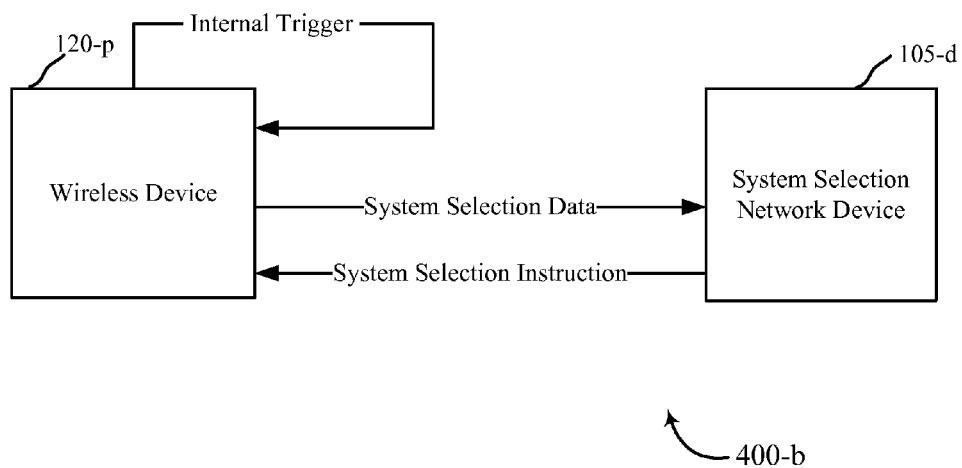 Internal Trigger
120-p
105-d
Wireless Device
System Selection
Network Device
System Selection Data
System Selection Instruction
400-b